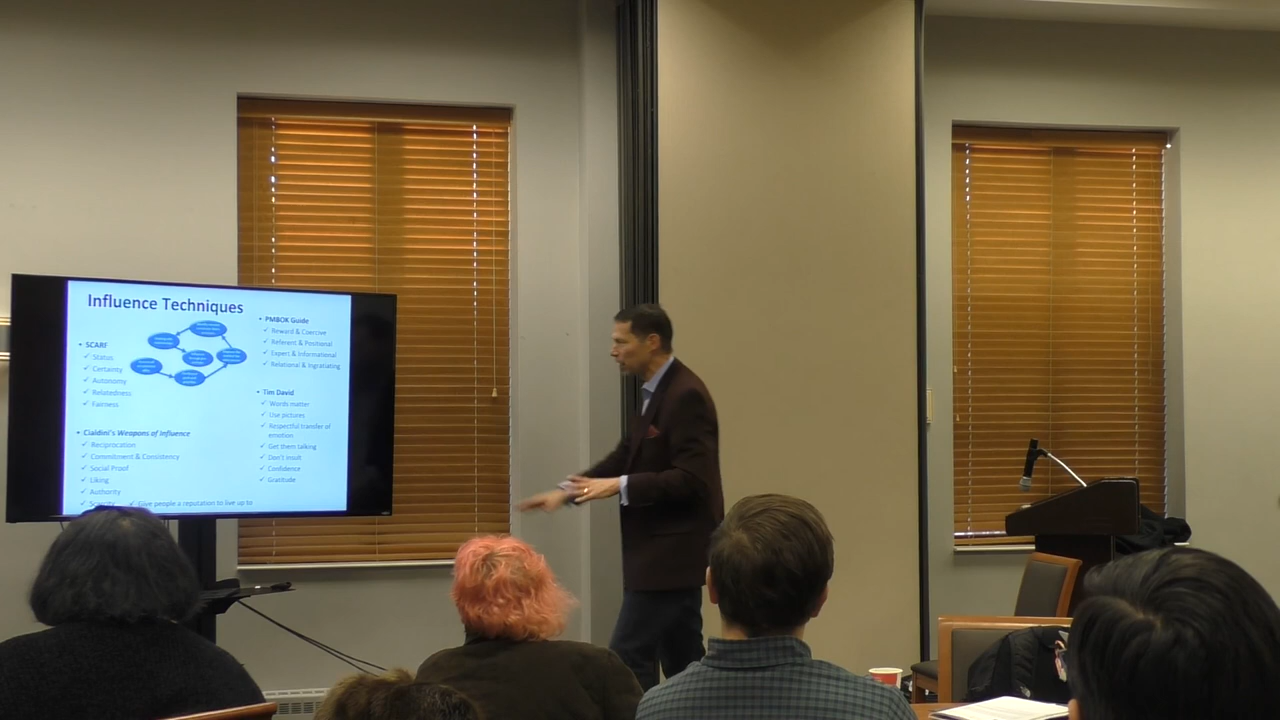 Influence Techniques
• SCARF
✓ Status
✓ Certainty
✓ Autonomy
✓ Relatedness
✓ Fairness
• Cialdini's Weapons of Influence
✓ Reciprocation
✓ Commitment & Consistency
✓ Social Proof
✓ Liking
✓ Authority
✓ Give people a reputation to live up to
• PMBOK Guide
✓ Reward & Coercive
✓ Referent & Positional
✓ Expert & Informational
✓ Relational & Ingratiating
• Tim David
✓ Words matter
✓ Use pictures
✓ Respectful transfer of
emotion
✓ Get them talking
✓ Don't insult
✓ Confidence
✓ Gratitude